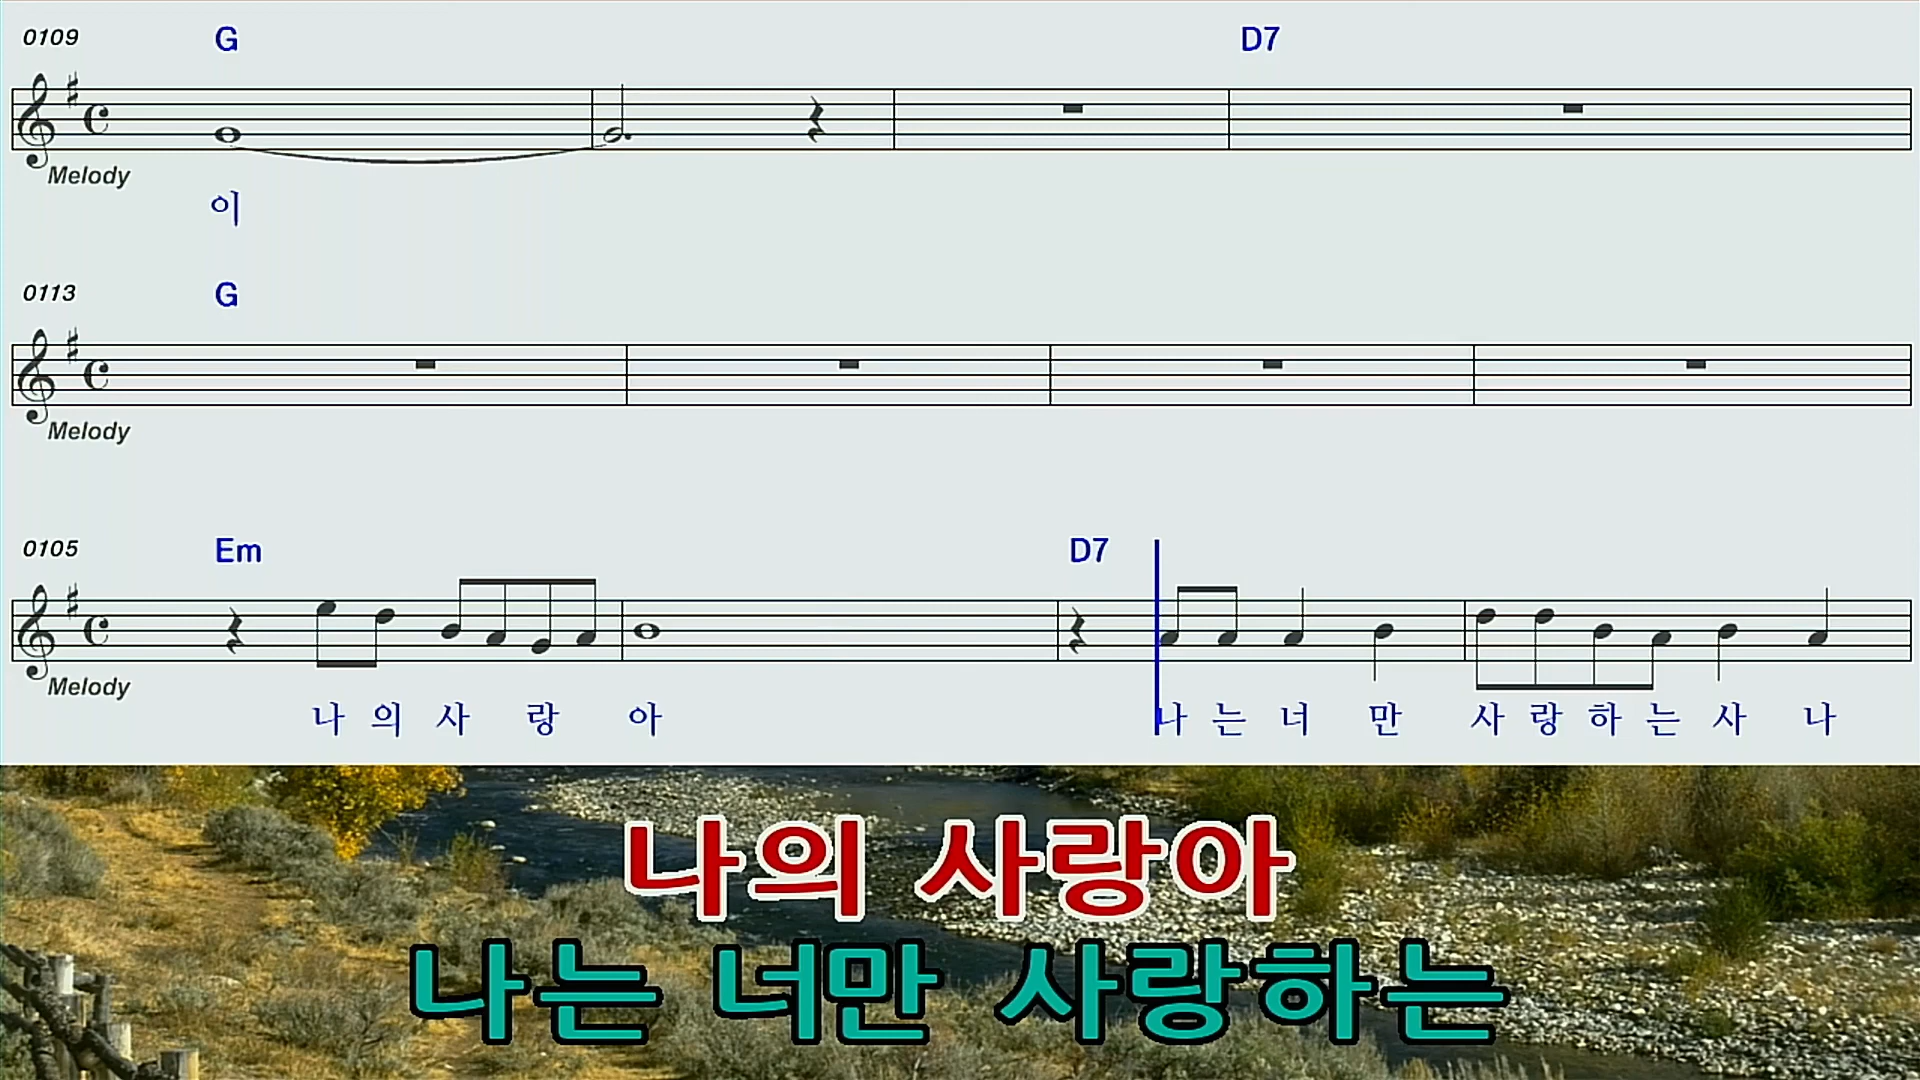 0109 G D7
Melody
이
0113 G
Melody
0105 Em D7
Melody
나 의 사 랑 아 나 는 너 만 사 랑 하 는 사 나
나의 사랑아
나는 너만 사랑하는